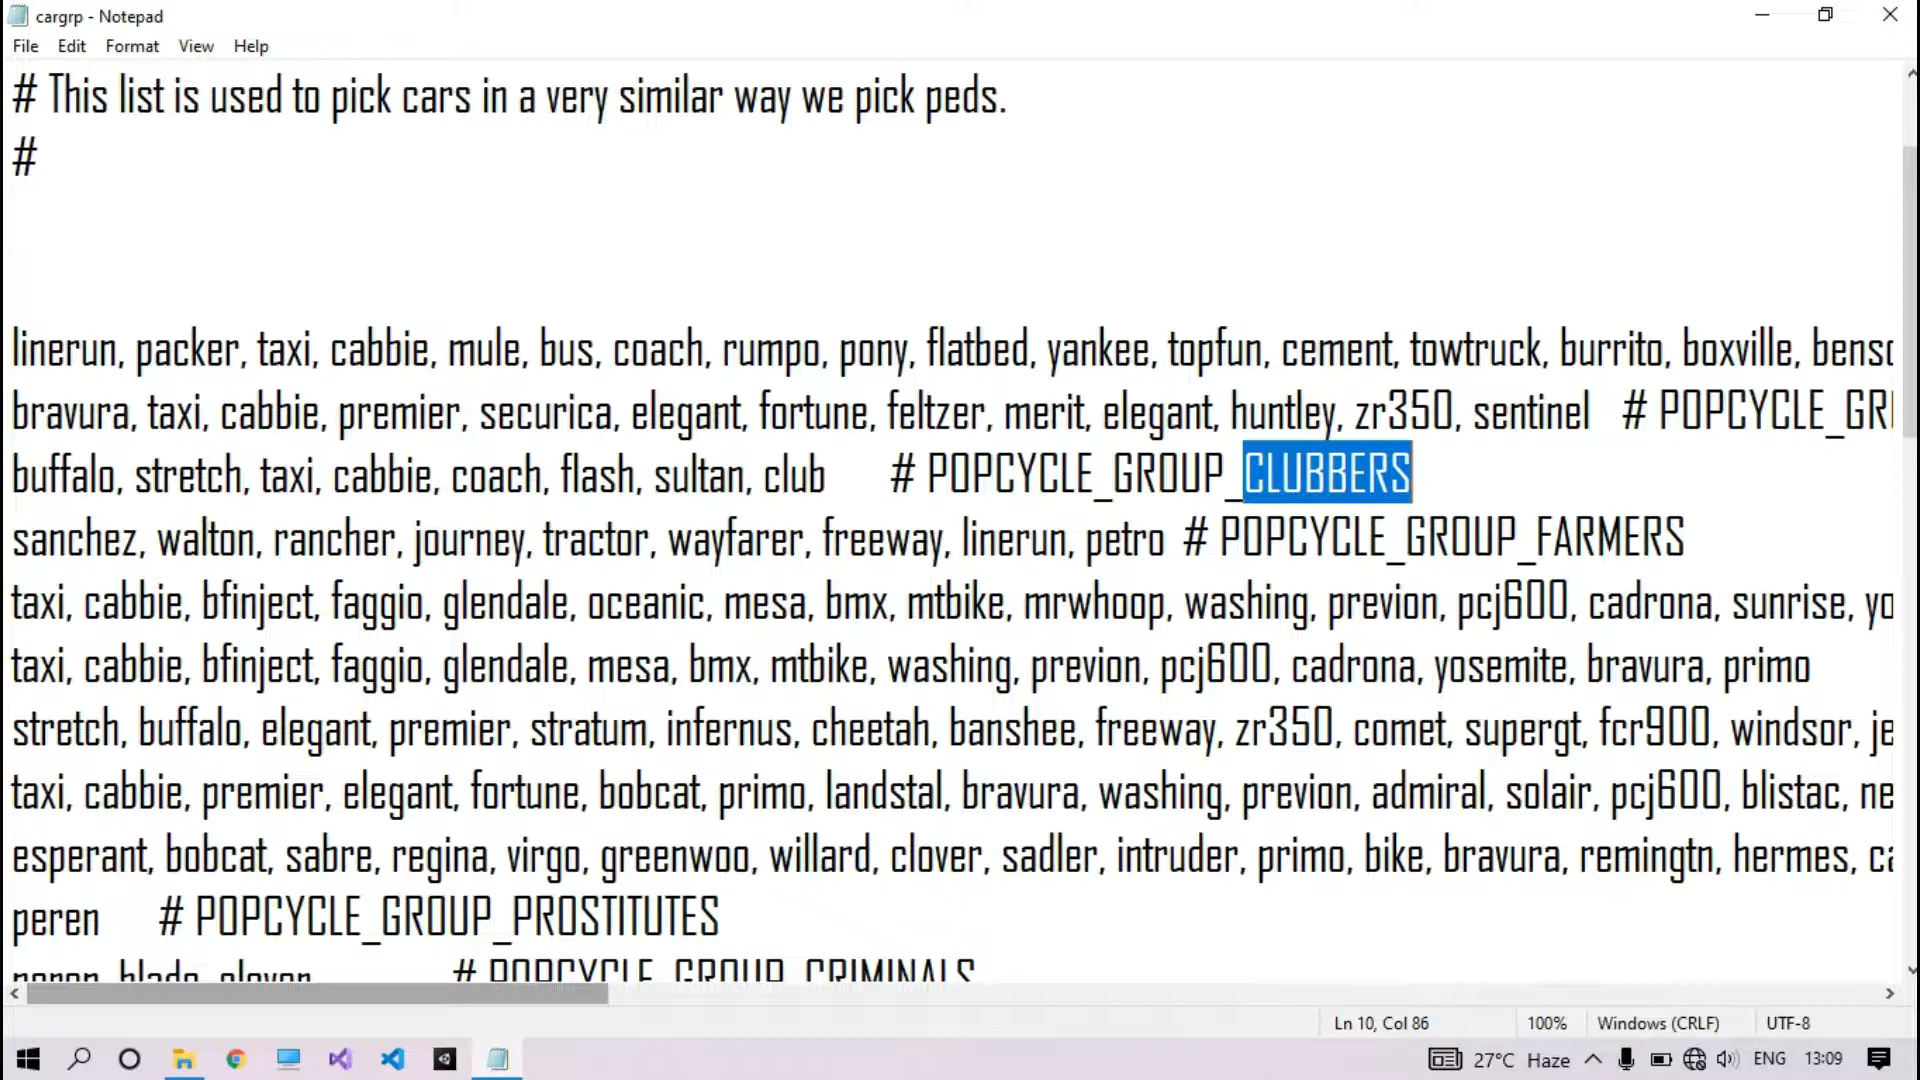 cargrp - Notepad
File Edit Format View Help
# This list is used to pick cars in a very similar way we pick peds.
#
linerun, packer, taxi, cabbie, mule, bus, coach, rumpo, pony, flatbed, yankee, topfun, cement, towtruck, burrito, boxville,
bravura, taxi, cabbie, premier, securica, elegant, fortune, feltzer, merit, elegant, huntley, zr350, sentinel # POPCYCLE_
buffalo, stretch, taxi, cabbie, coach, flash, sultan, club # POPCYCLE_GROUP_CLUBBERS
sanchez, walton, rancher, journey, tractor, wayfarer, freeway, linerun, petro # POPCYCLE_GROUP_FARMERS
taxi, cabbie, bfinject, faggio, glendale, oceanic, mesa, bmx, mtbike, mrwhoop, washing, previon, pcj600, cadrona, sunrise, yo
taxi, cabbie, bfinject, faggio, glendale, mesa, bmx, mtbike, washing, previon, pcj600, cadrona, yosemite, bravura, primo
stretch, buffalo, elegant, premier, stratum, infernus, cheetah, banshee, freeway, zr350, comet, supergt, fcr900, windsor, je
taxi, cabbie, premier, elegant, fortune, bobcat, primo, landstal, bravura, washing, previon, admiral, solair, pcj600, blistac, ne
esperant, bobcat, sabre, regina, virgo, greenwoo, willard, clover, sadler, intruder, primo, bike, bravura, remingtn, hermes,
peren # POPCYCLE_GROUP_PROSTITUTES
peren, blade, clover # POPCYCLE_GROUP_CRIMINALS
Ln 10, Col 86 100% Windows (CRLF) UTF-8
27°C Haze ENG 13:09